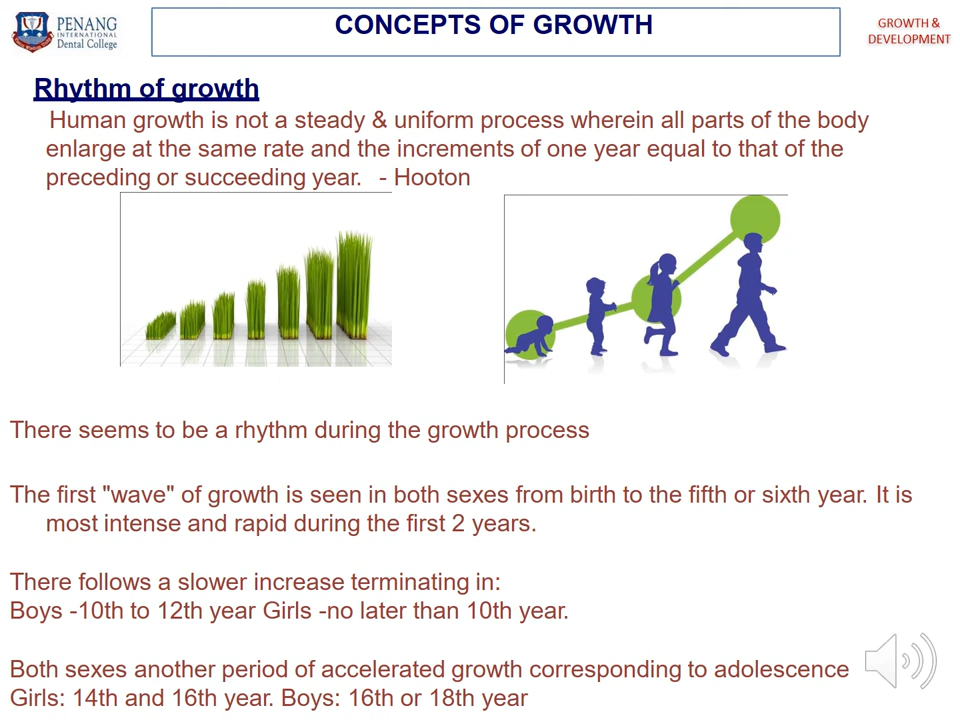 PENANG
INTERNATIONAL
Dental College
CONCEPTS OF GROWTH
GROWTH &
DEVELOPMENT
Rhythm of growth
Human growth is not a steady & uniform process wherein all parts of the body
enlarge at the same rate and the increments of one year equal to that of the
preceding or succeeding year. - Hooton
There seems to be a rhythm during the growth process
The first "wave" of growth is seen in both sexes from birth to the fifth or sixth year. It is
most intense and rapid during the first 2 years.
There follows a slower increase terminating in:
Boys -10th to 12th year Girls -no later than 10th year.
Both sexes another period of accelerated growth corresponding to adolescence
Girls: 14th and 16th year. Boys: 16th or 18th year